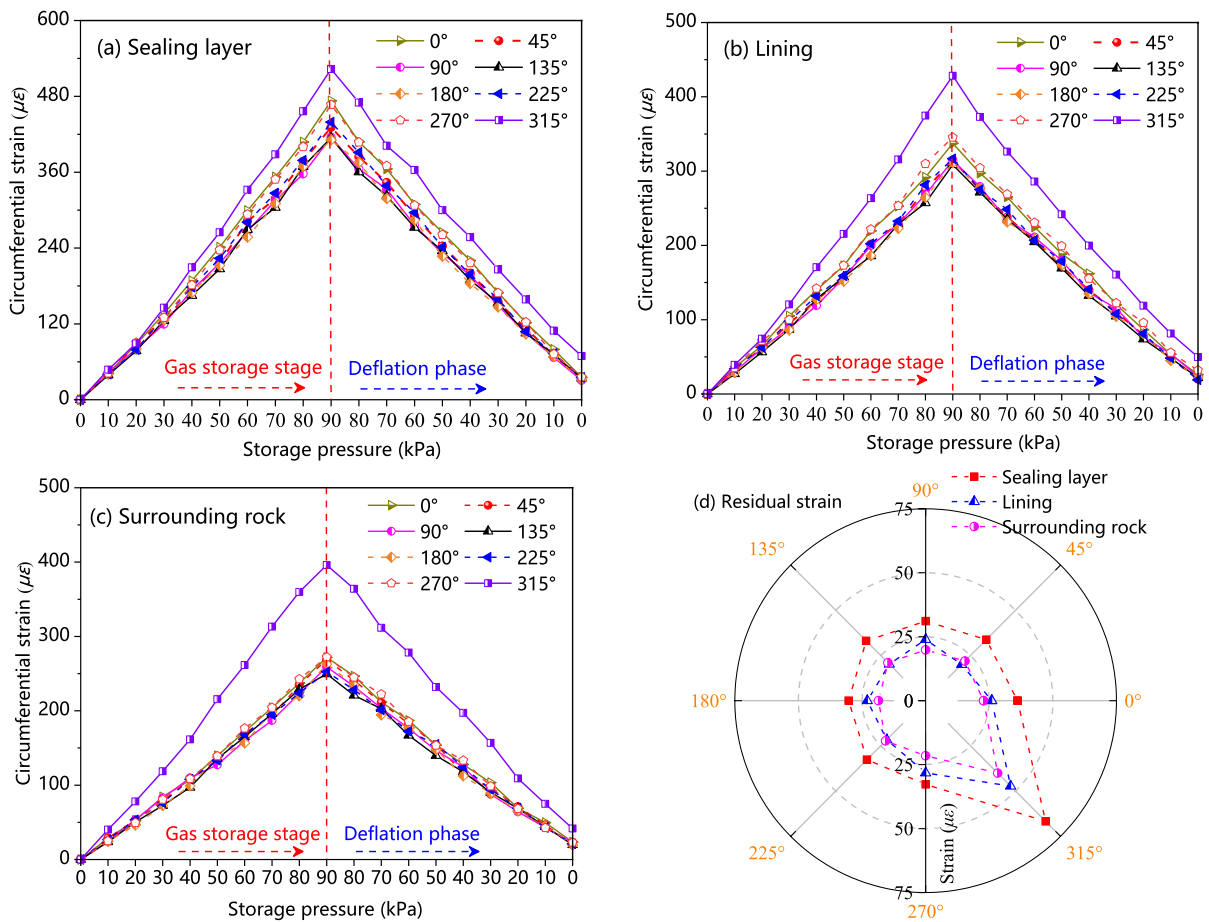 (a) Sealing layer
0° 45°
90° 135°
180° 225°
270° 315°
600
480
360
240
120
0
Circumferential strain (με)
Gas storage stage
Deflation phase
0 10 20 30 40 50 60 70 80 90 80 70 60 50 40 30 20 10 0
Storage pressure (kPa)
(b) Lining
0° 45°
90° 135°
180° 225°
270° 315°
500
400
300
200
100
0
Circumferential strain (με)
Gas storage stage
Deflation phase
0 10 20 30 40 50 60 70 80 90 80 70 60 50 40 30 20 10 0
Storage pressure (kPa)
(c) Surrounding rock
0° 45°
90° 135°
180° 225°
270° 315°
500
400
300
200
100
0
Circumferential strain (με)
Gas storage stage
Deflation phase
0 10 20 30 40 50 60 70 80 90 80 70 60 50 40 30 20 10 0
Storage pressure (kPa)
(d) Residual strain
Sealing layer
Lining
Surrounding rock
90°
75
135°
45°
50
25
180°
0
0°
25
50
225°
315°
Strain (με)
75
270°